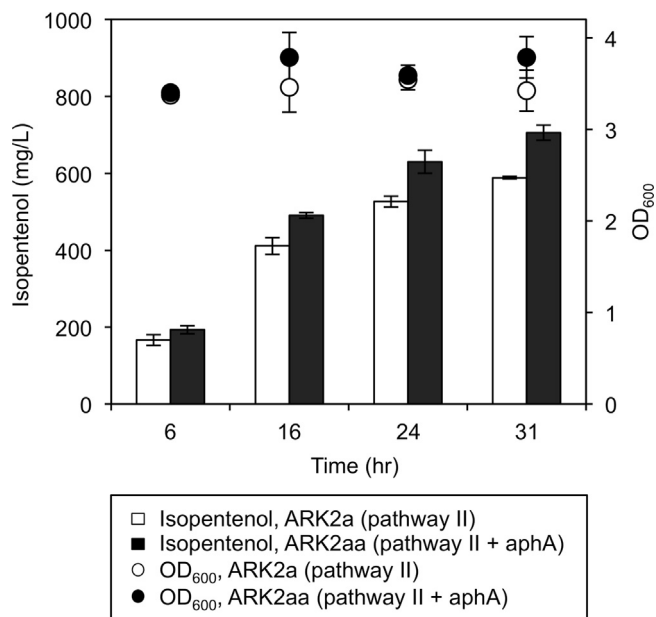 1000
800
600
400
200
0
Isopentenol (mg/L)
4
3
2
1
0
OD600
6 16 24 31
Time (hr)
Isopentenol, ARK2a (pathway II)
Isopentenol, ARK2aa (pathway II + aphA)
OD600, ARK2a (pathway II)
OD600, ARK2aa (pathway II + aphA)